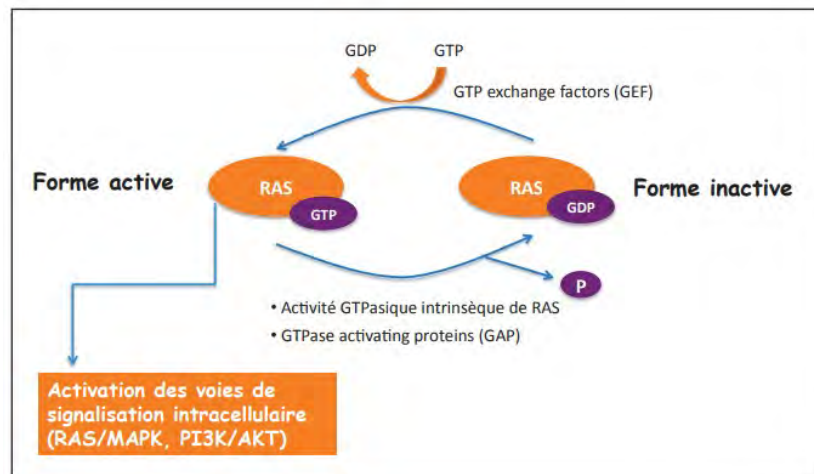 GDP GTP
GTP exchange factors (GEF)
Forme active
RAS
GTP
RAS
GDP
Forme inactive
P
• Activité GTPasique intrinsèque de RAS
• GTPase activating proteins (GAP)
Activation des voies de
signalisation intracellulaire
(RAS/MAPK, PI3K/AKT)